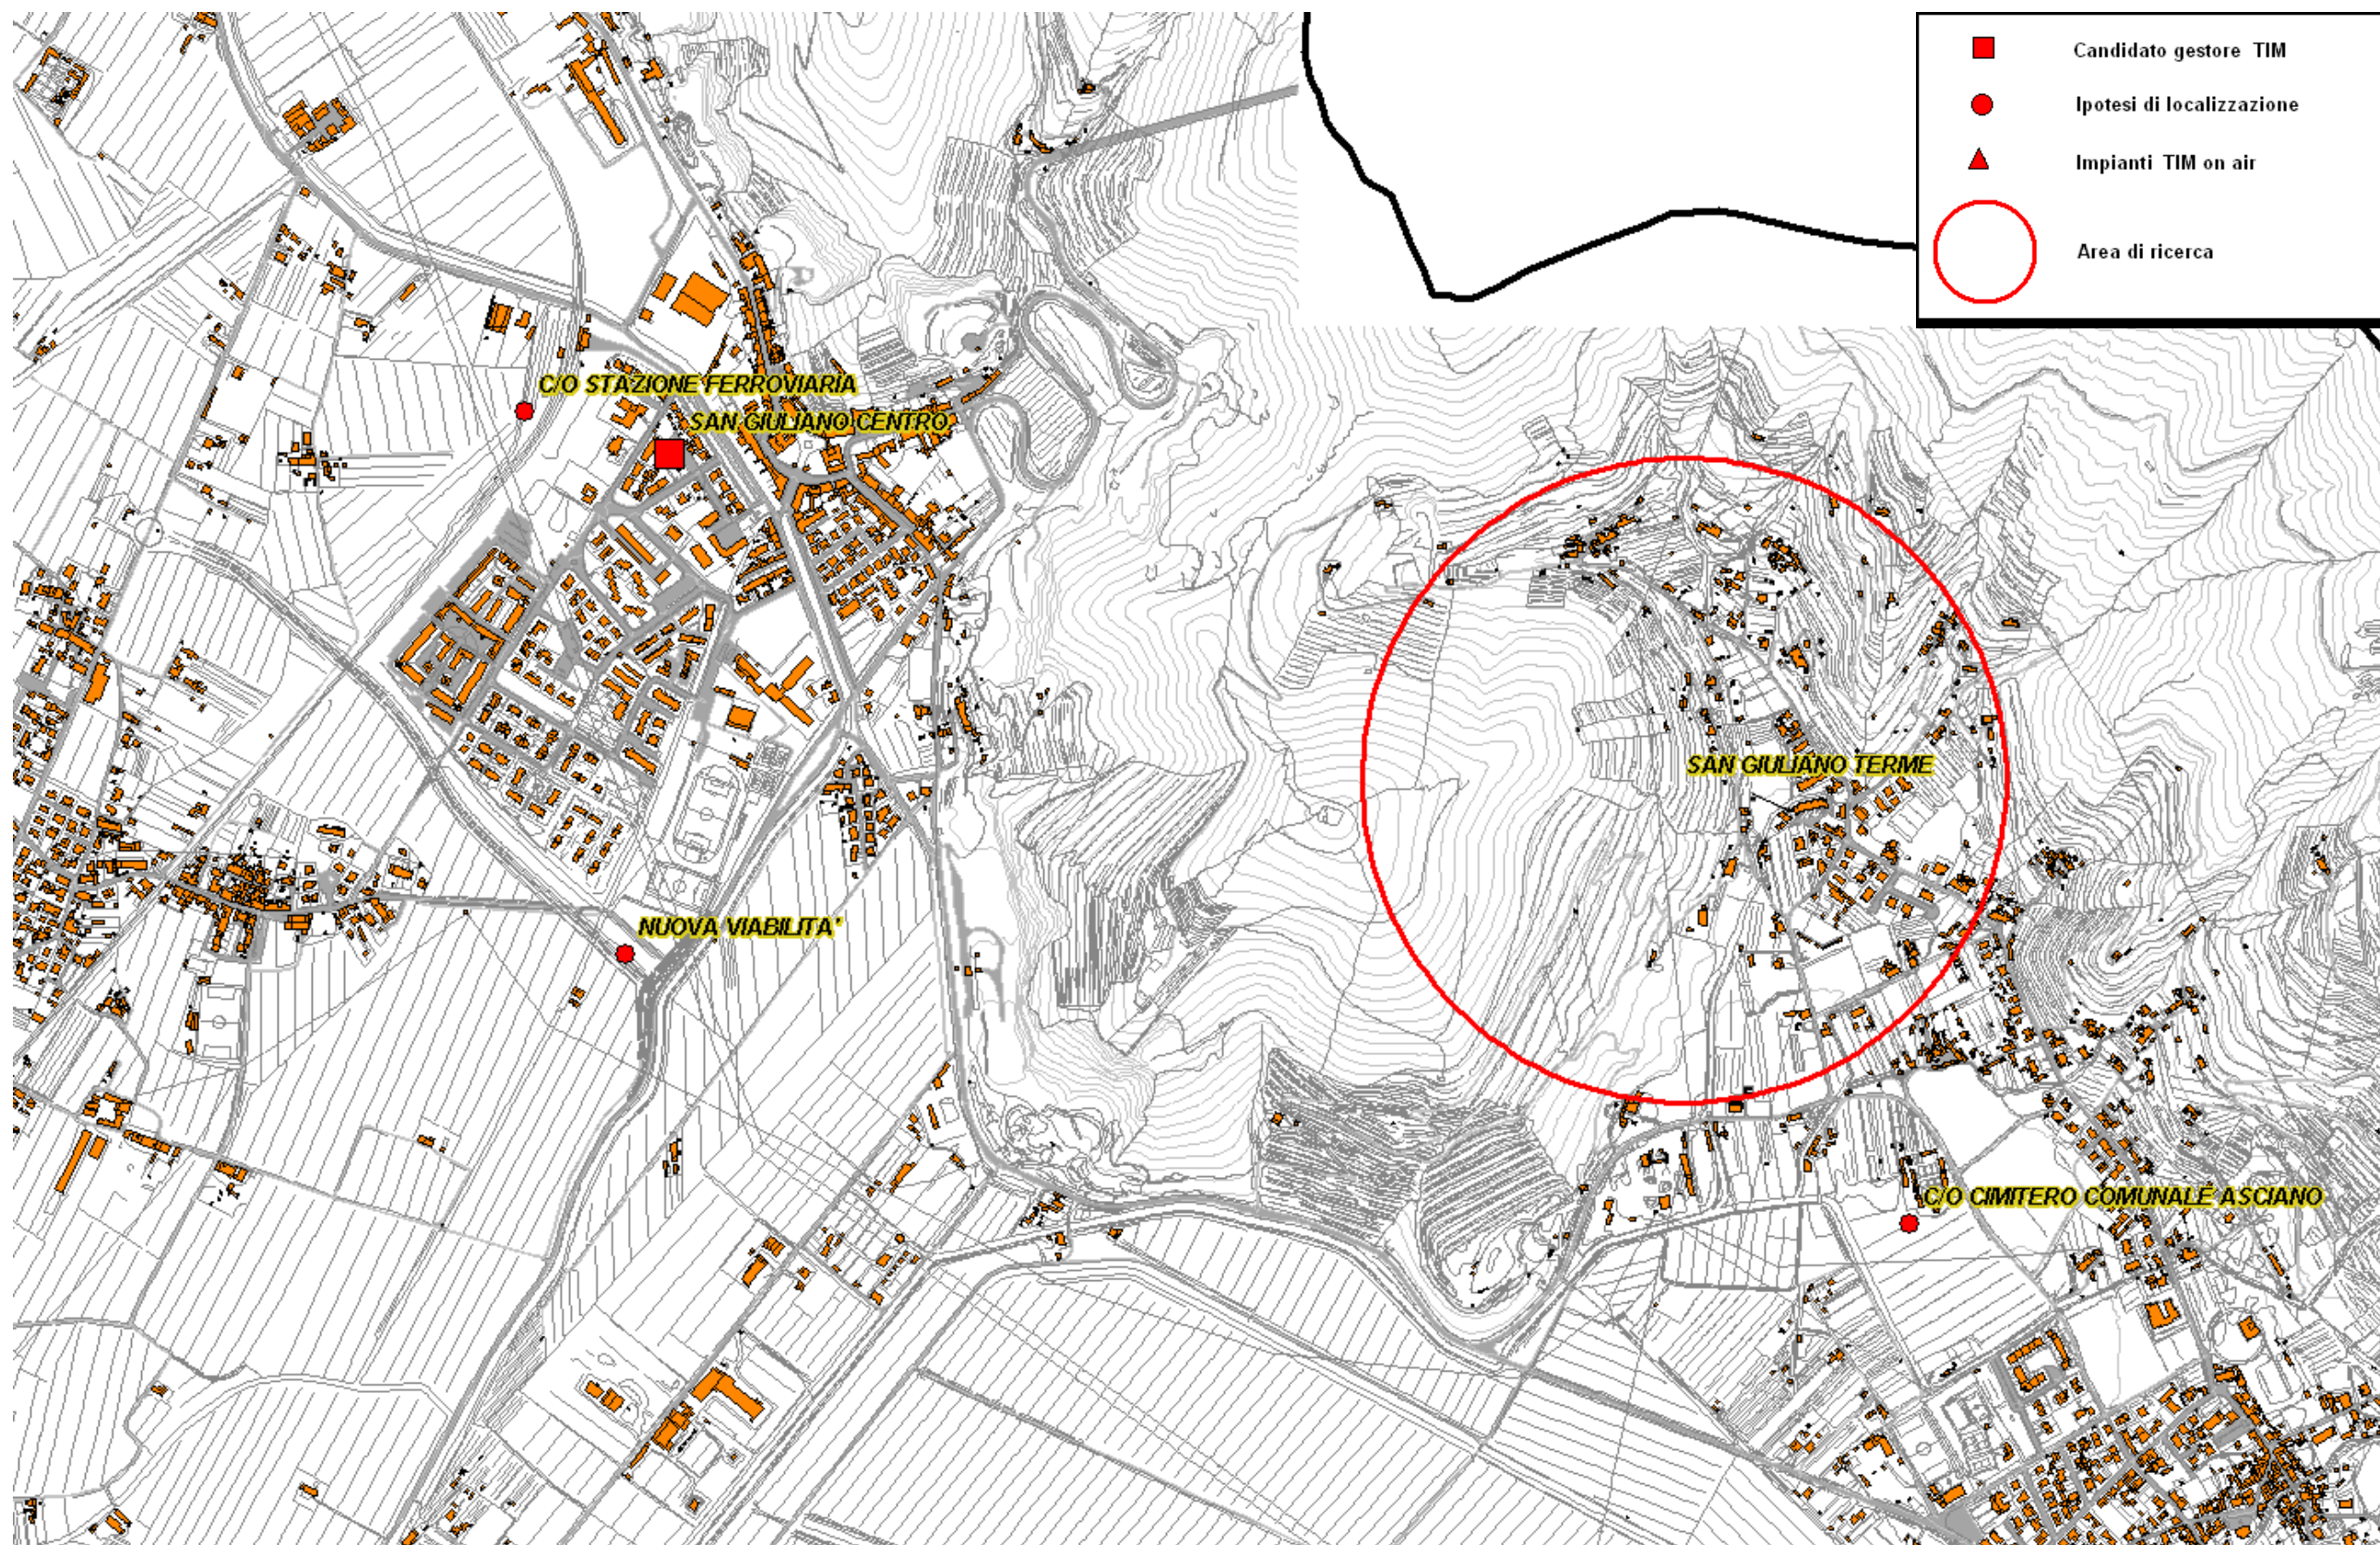 Candidato gestore TIM
Ipotesi di localizzazione
Impianti TIM on air
Area di ricerca
C/O STAZIONE FERROVIARIA
SAN GIULIANO CENTRO
SAN GIULIANO TERME
NUOVA VIABILITA'
C/O CIMITERO COMUNALE ASCIANO